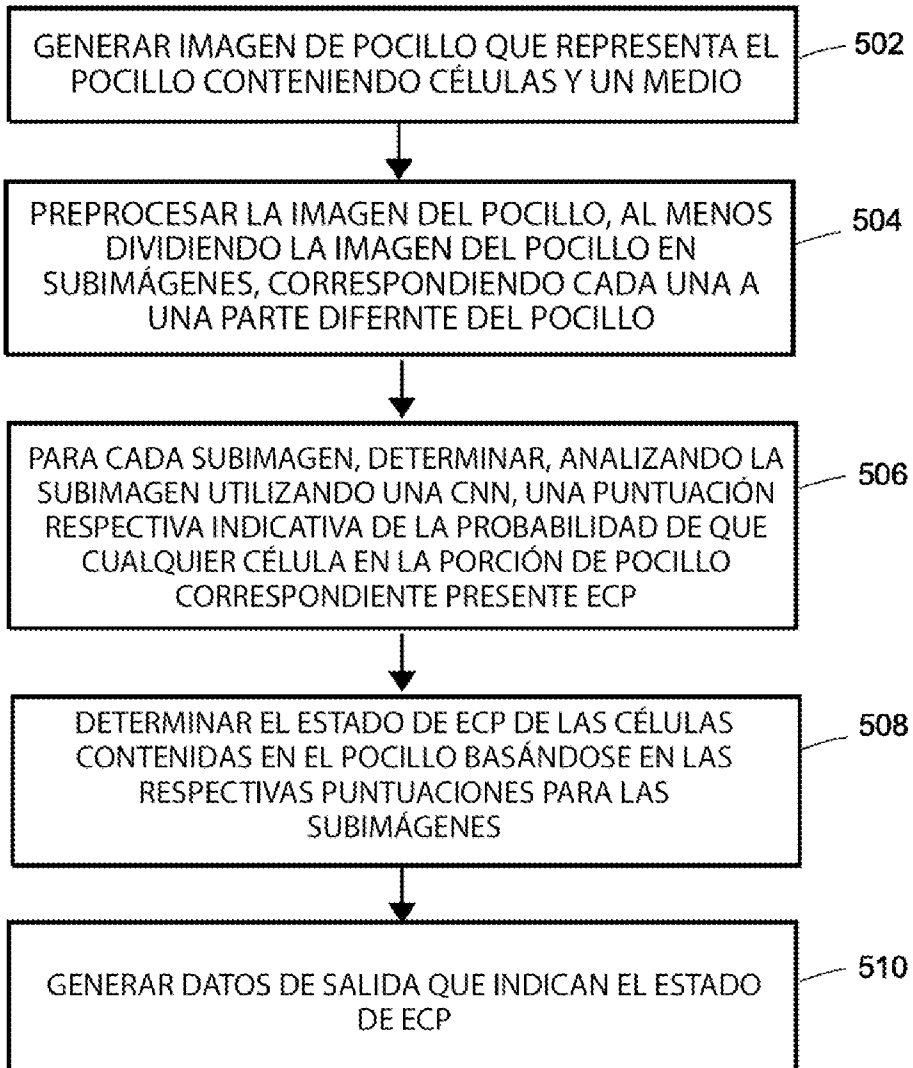 GENERAR IMAGEN DE POCILLO QUE REPRESENTA EL
POCILLO CONTENIENDO CÉLULAS Y UN MEDIO
502
PREPROCESAR LA IMAGEN DEL POCILLO, AL MENOS
DIVIDIENDO LA IMAGEN DEL POCILLO EN
SUBIMÁGENES, CORRESPONDIENDO CADA UNA A
UNA PARTE DIFERNTE DEL POCILLO
504
PARA CADA SUBIMAGEN, DETERMINAR, ANALIZANDO LA
SUBIMAGEN UTILIZANDO UNA CNN, UNA PUNTUACIÓN
RESPECTIVA INDICATIVA DE LA PROBABILIDAD DE QUE
CUALQUIER CÉLULA EN LA PORCIÓN DE POCILLO
CORRESPONDIENTE PRESENTE ECP
506
DETERMINAR EL ESTADO DE ECP DE LAS CÉLULAS
CONTENIDAS EN EL POCILLO BASÁNDOSE EN LAS
RESPECTIVAS PUNTUACIONES PARA LAS
SUBIMÁGENES
508
GENERAR DATOS DE SALIDA QUE INDICAN EL ESTADO
DE ECP
510